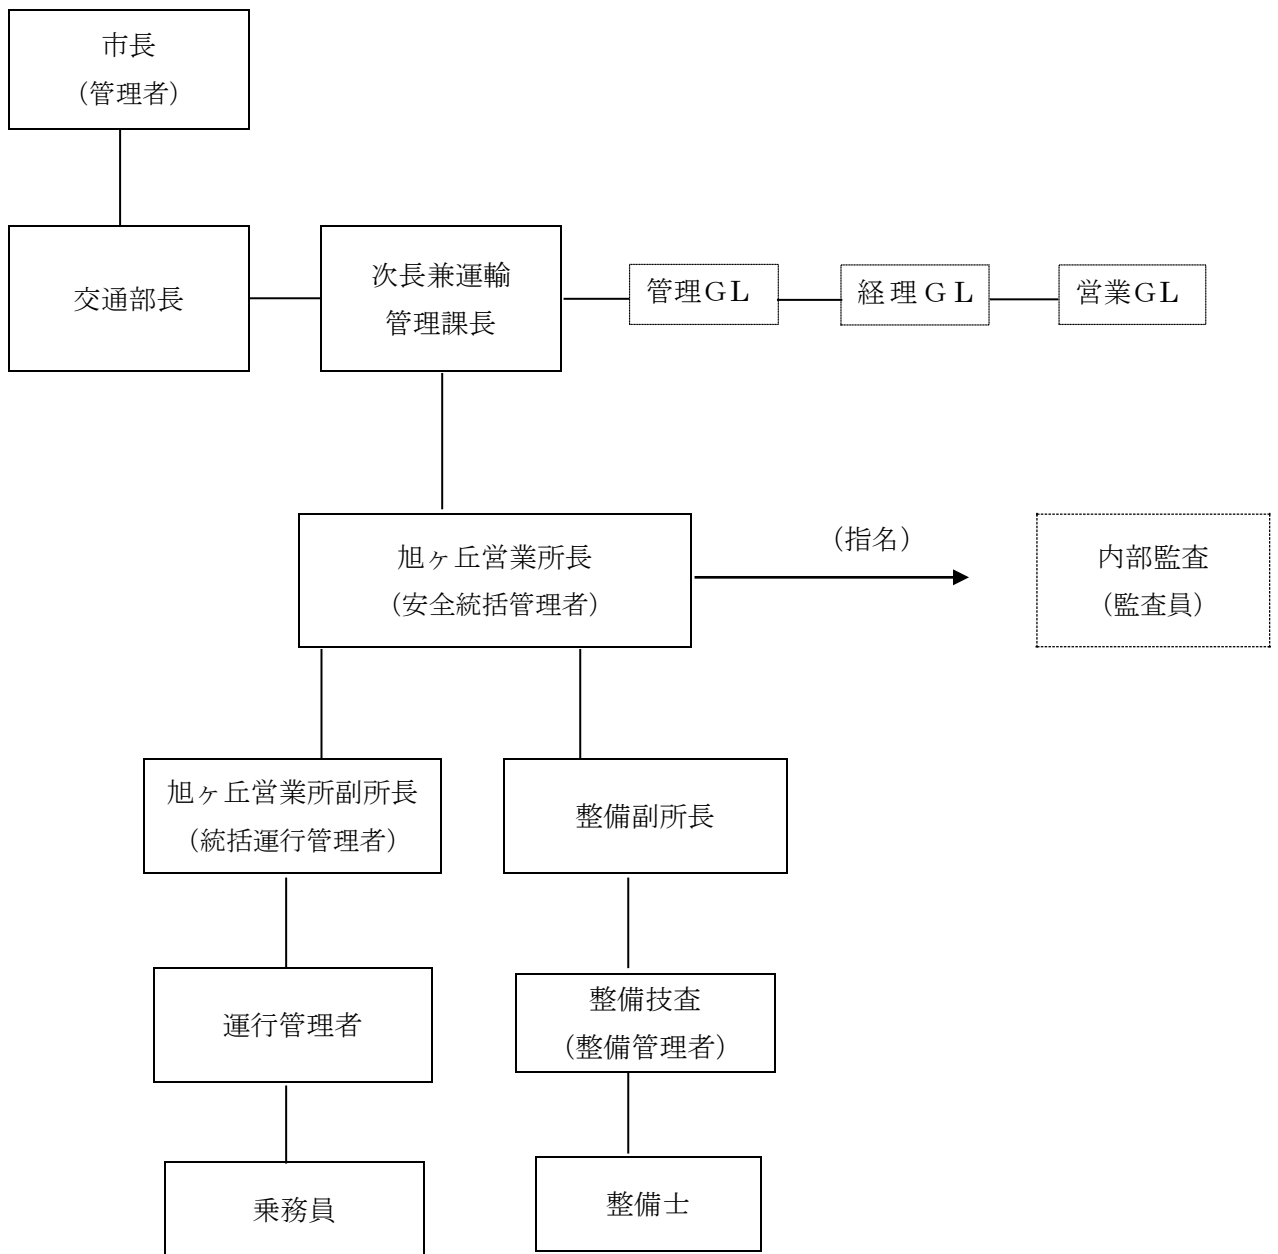 市長
（管理者）
交通部長
次長兼運輸
管理課長
管理GL
経理ＧＬ
営業GL
旭ヶ丘営業所長
（安全統括管理者）
（指名）
内部監査
（監査員）
旭ヶ丘営業所副所長
（統括運行管理者）
整備副所長
運行管理者
整備技査
（整備管理者）
乗務員
整備士